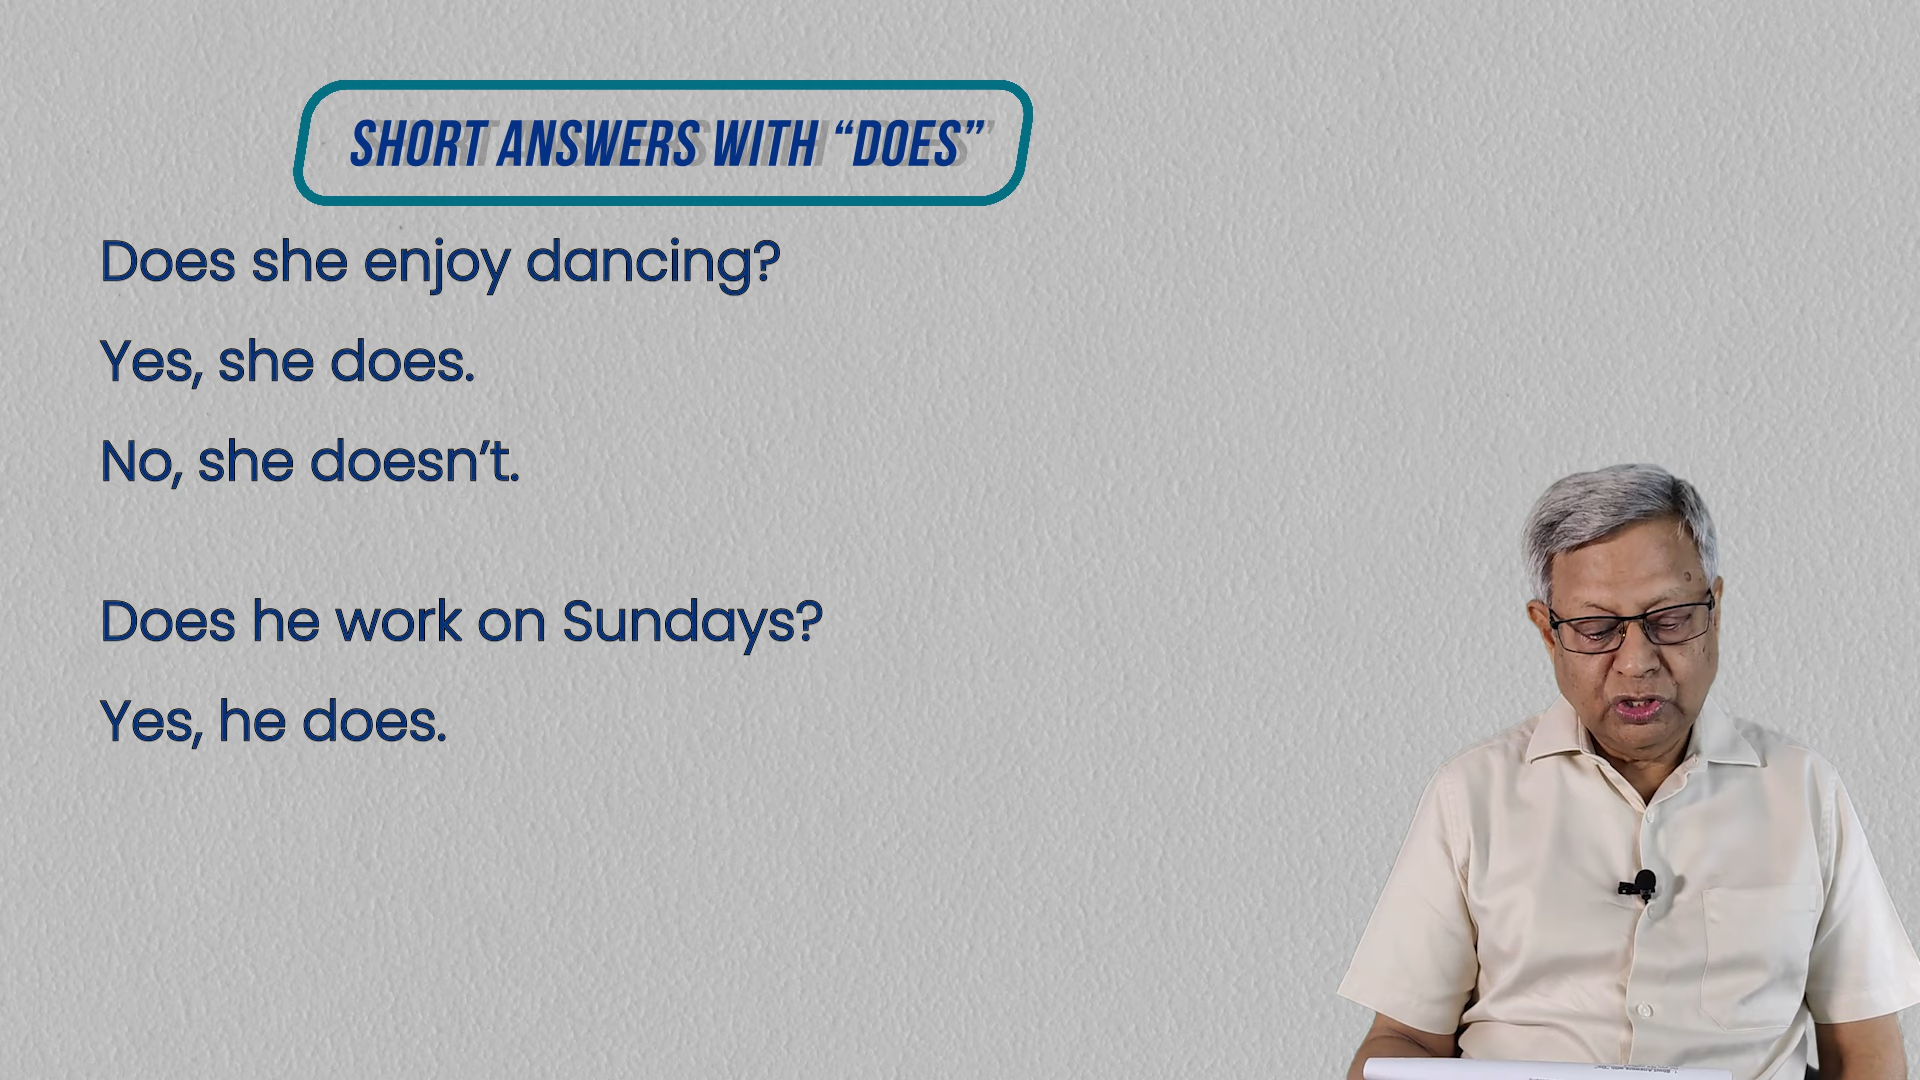 SHORT ANSWERS WITH “DOES”
Does she enjoy dancing?
Yes, she does.
No, she doesn’t.
Does he work on Sundays?
Yes, he does.